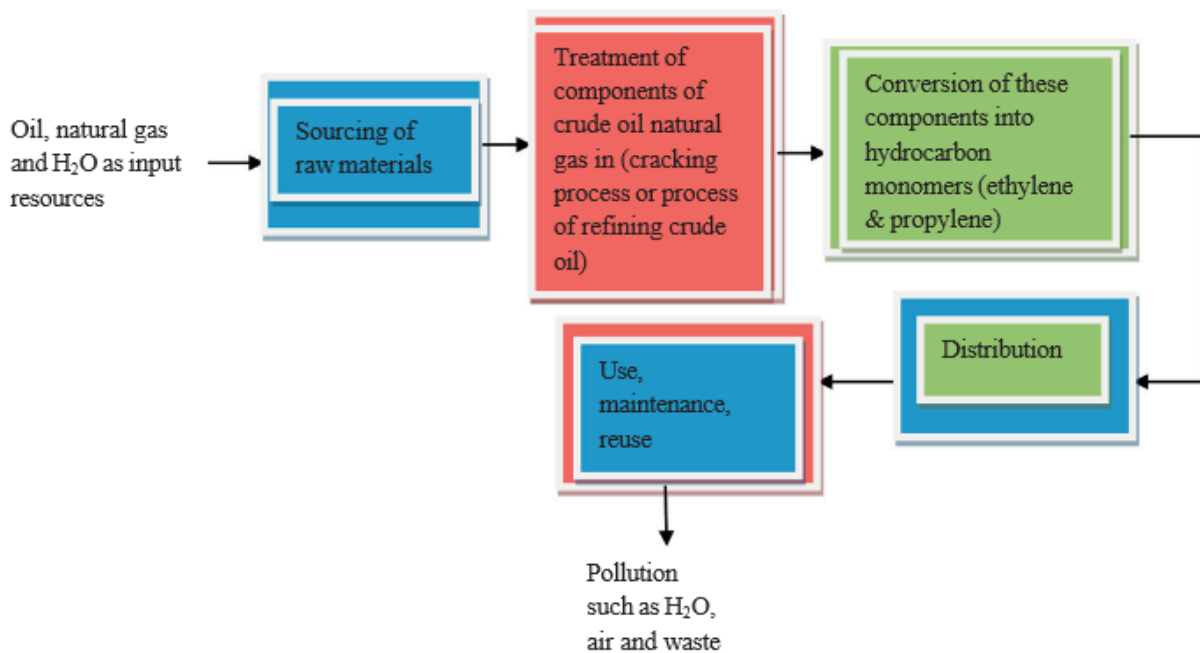 Oil, natural gas
and H₂O as input
resources
Sourcing of
raw materials
Treatment of
components of
crude oil natural
gas in (cracking
process or process
of refining crude
oil)
Conversion of these
components into
hydrocarbon
monomers (ethylene
& propylene)
Distribution
Use,
maintenance,
reuse
Pollution
such as H₂O,
air and waste